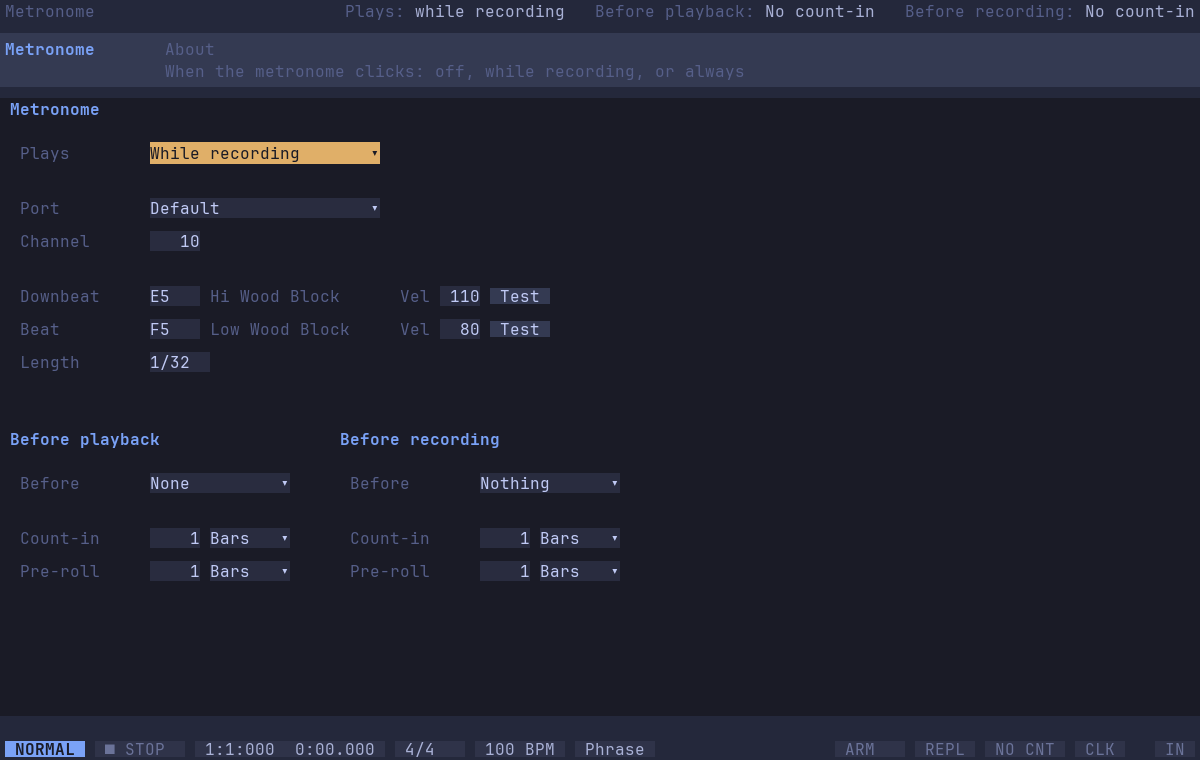 Metronome Plays: while recording Before playback: No count-in Before recording: No count-in
Metronome About
When the metronome clicks: off, while recording, or always
Metronome
Plays While recording
Port Default
Channel 10
Downbeat E5 Hi Wood Block Vel 110 Test
Beat F5 Low Wood Block Vel 80 Test
Length 1/32
Before playback Before recording
Before None Before Nothing
Count-in 1 Bars Count-in 1 Bars
Pre-roll 1 Bars Pre-roll 1 Bars
NORMAL STOP 1:1:000 0:00.000 4/4 100 BPM Phrase ARM REPL NO CNT CLK IN